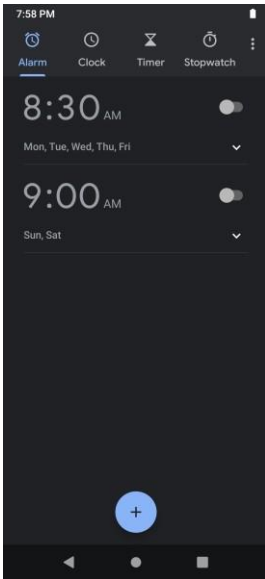 7:58 PM
Alarm Clock Timer Stopwatch
8:30 AM
Mon, Tue, Wed, Thu, Fri
9:00 AM
Sun, Sat